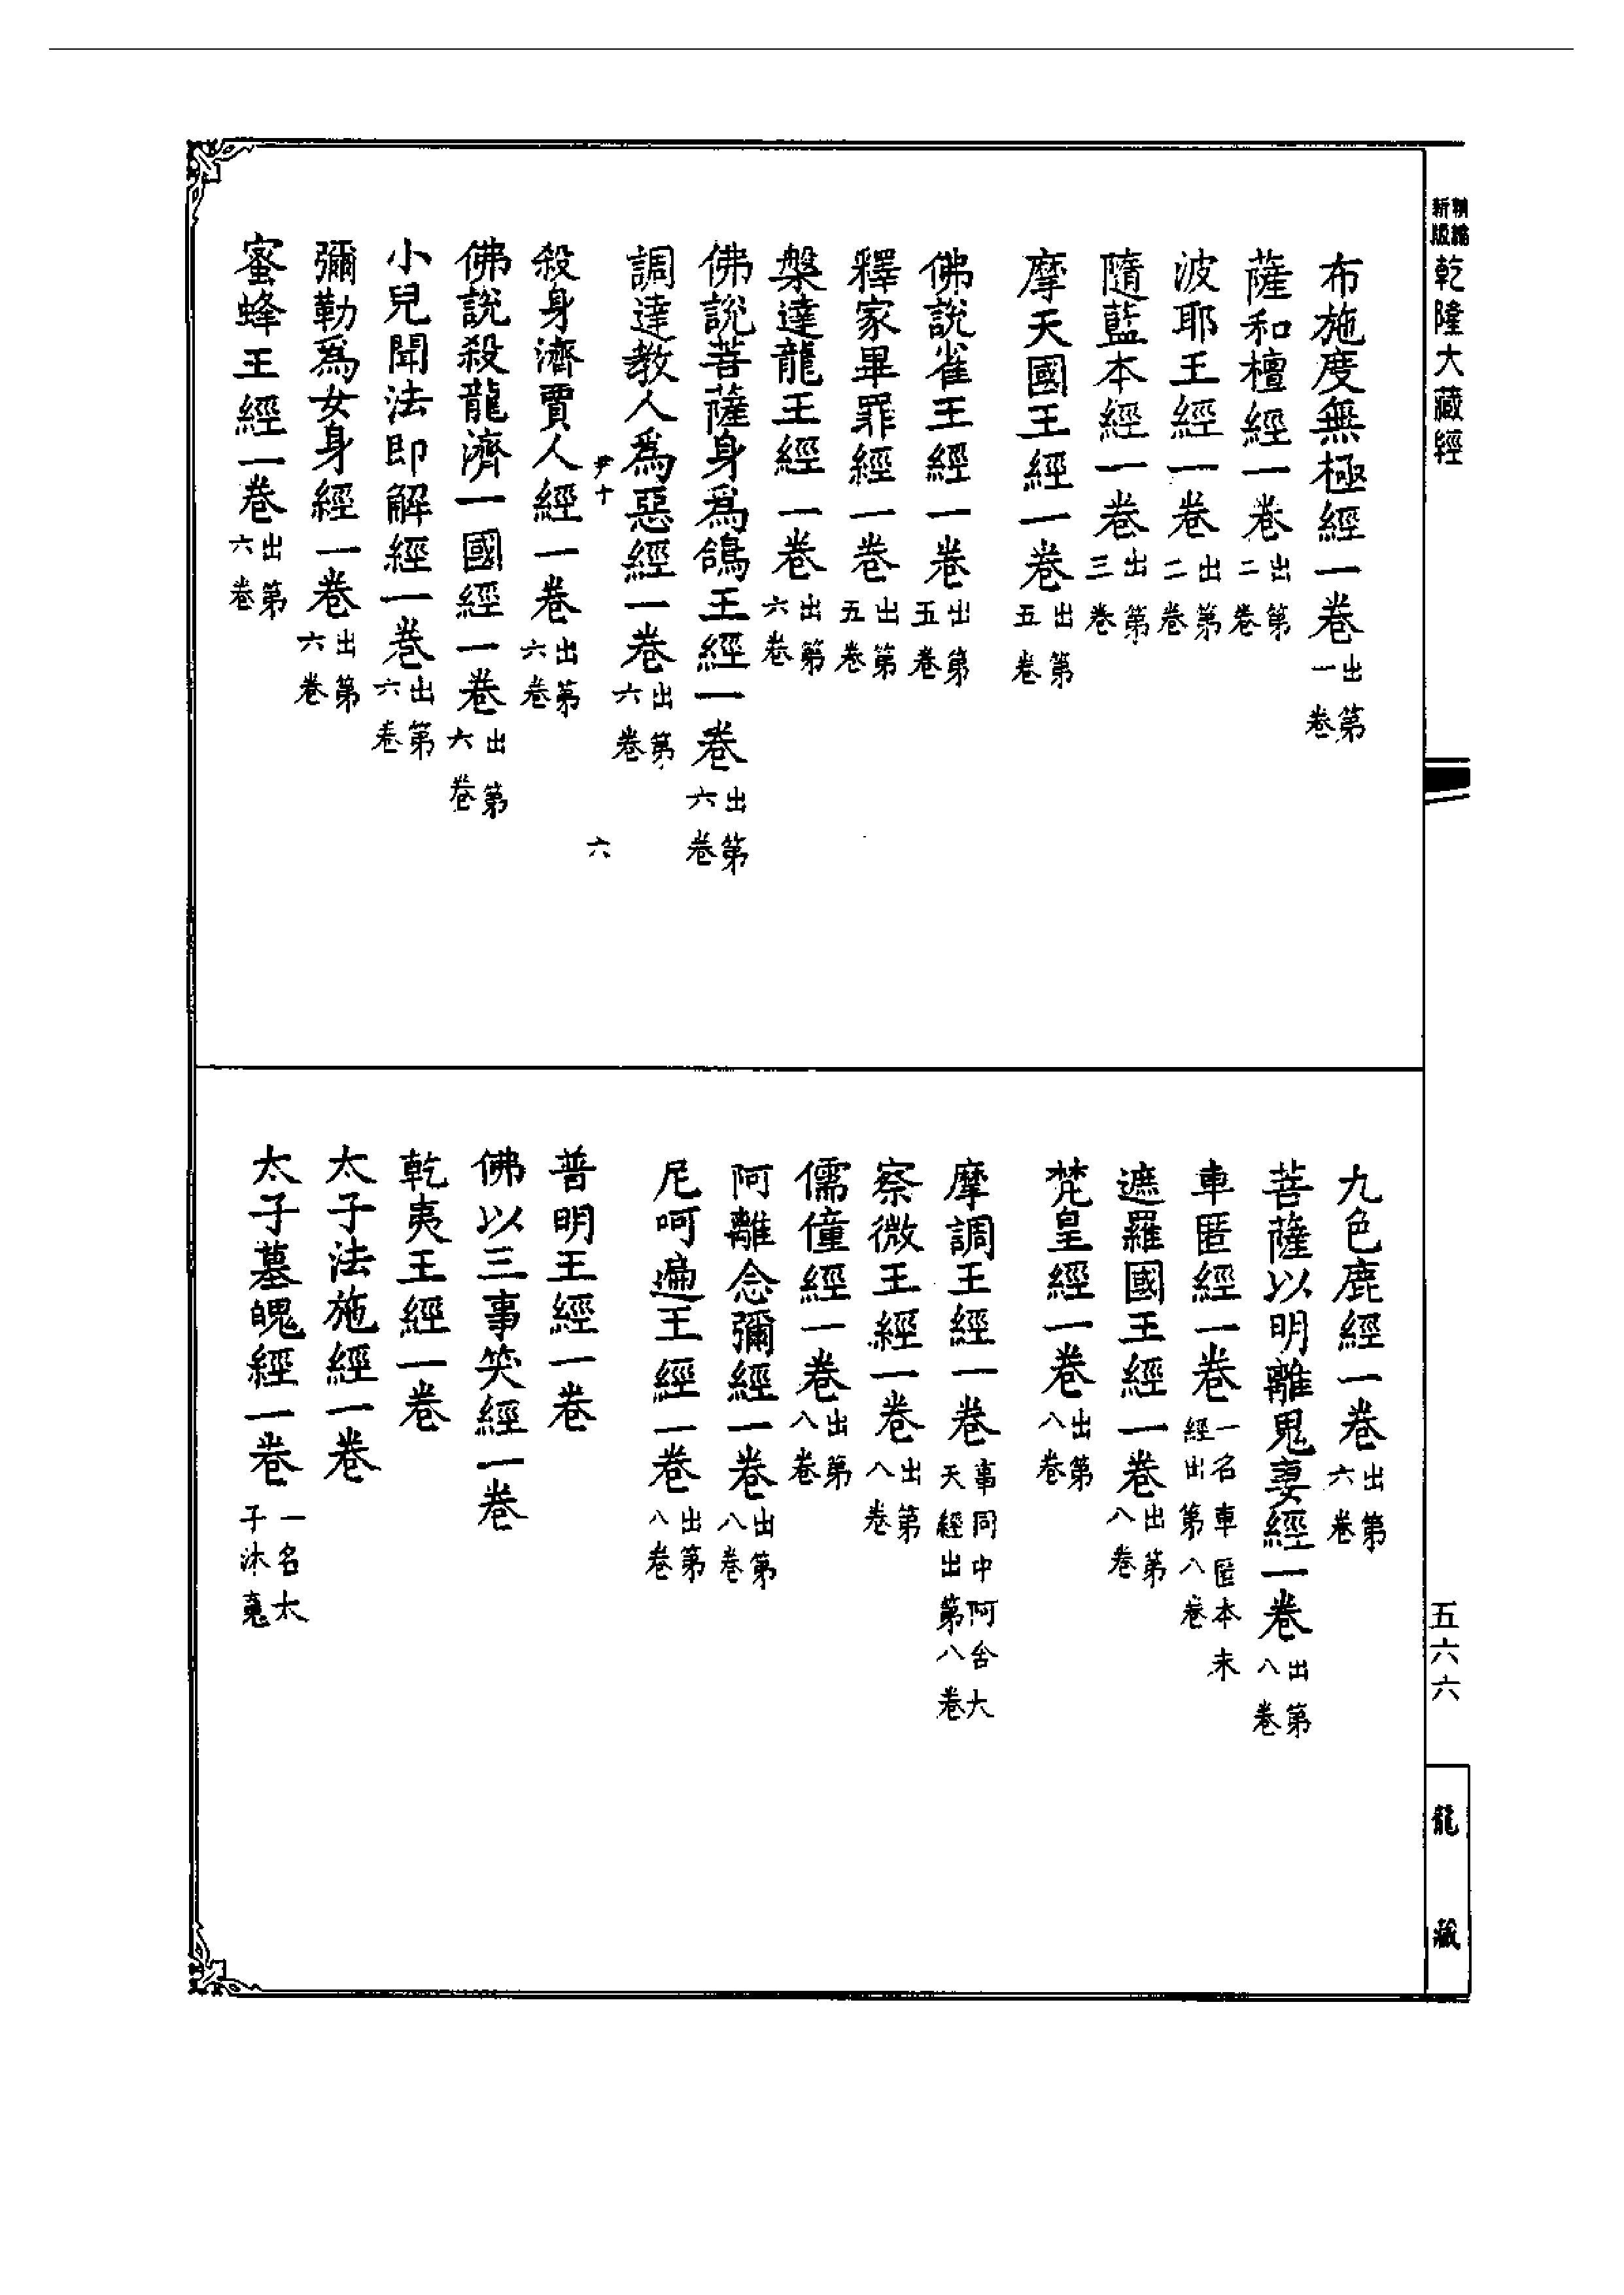 精縮新版
乾隆大藏經
五六六
龍藏
布施度無極經一卷出第一卷
薩和檀經一卷出第二卷
波耶王經一卷出第二卷
隨藍本經一卷出第三卷
摩天國王經一卷出第五卷
佛說雀王經一卷出第五卷
釋家畢罪經一卷出第五卷
槃達龍王經一卷出第六卷
佛說菩薩身爲鴿王經一卷出第六卷
調達教人爲惡經一卷出第六卷
尹十
六
殺身濟賈人經一卷出第六卷
佛說殺龍濟一國經一卷出第六卷
小兒聞法即解經一卷出第六卷
彌勒爲女身經一卷出第六卷
蜜蜂王經一卷出第六卷
九色鹿經一卷出第六卷
菩薩以明離鬼妻經一卷出第八卷
車匿經一卷一名車匿本末經出第八卷
遮羅國王經一卷出第八卷
梵皇經一卷出第八卷
摩調王經一卷事同中阿含大天經出第八卷
察微王經一卷出第八卷
儒僮經一卷出第八卷
阿離念彌經一卷出第八卷
尼呵遍王經一卷出第八卷
普明王經一卷
佛以三事笑經一卷
乾夷王經一卷
太子法施經一卷
太子墓魄經一卷一名太子沐𩲸